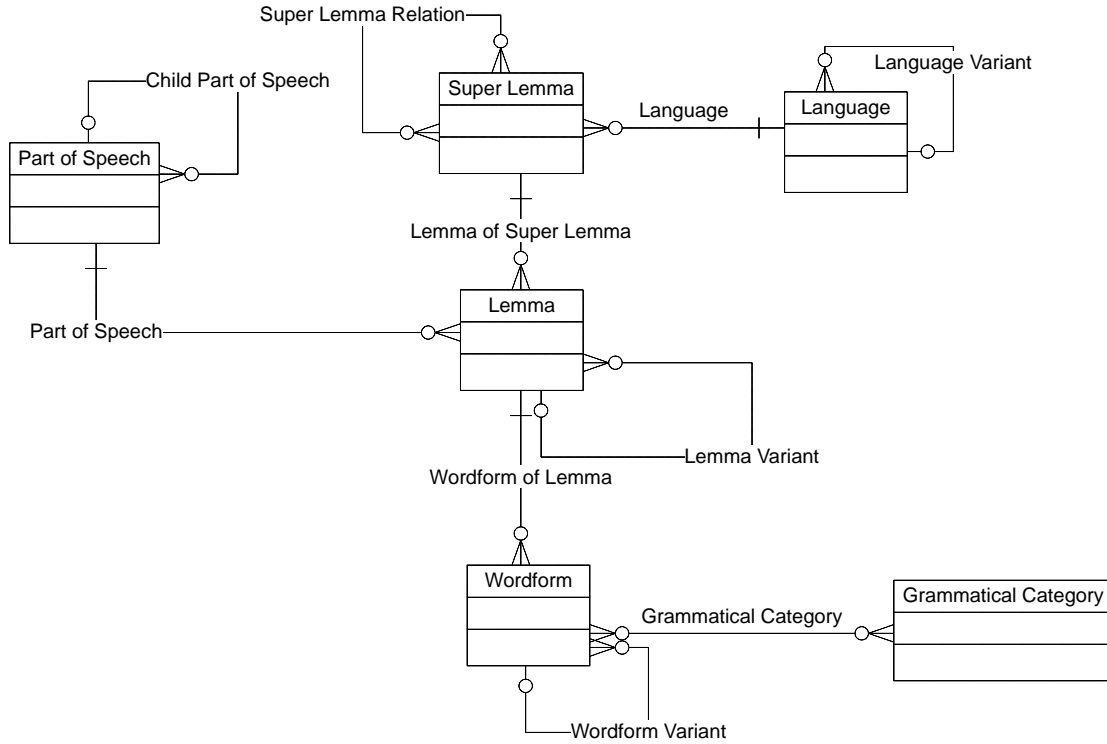 Super Lemma Relation
Child Part of Speech
Language Variant
Super Lemma
Language
Language
Part of Speech
Lemma of Super Lemma
Lemma
Part of Speech
Lemma Variant
Wordform of Lemma
Wordform
Grammatical Category
Grammatical Category
Wordform Variant